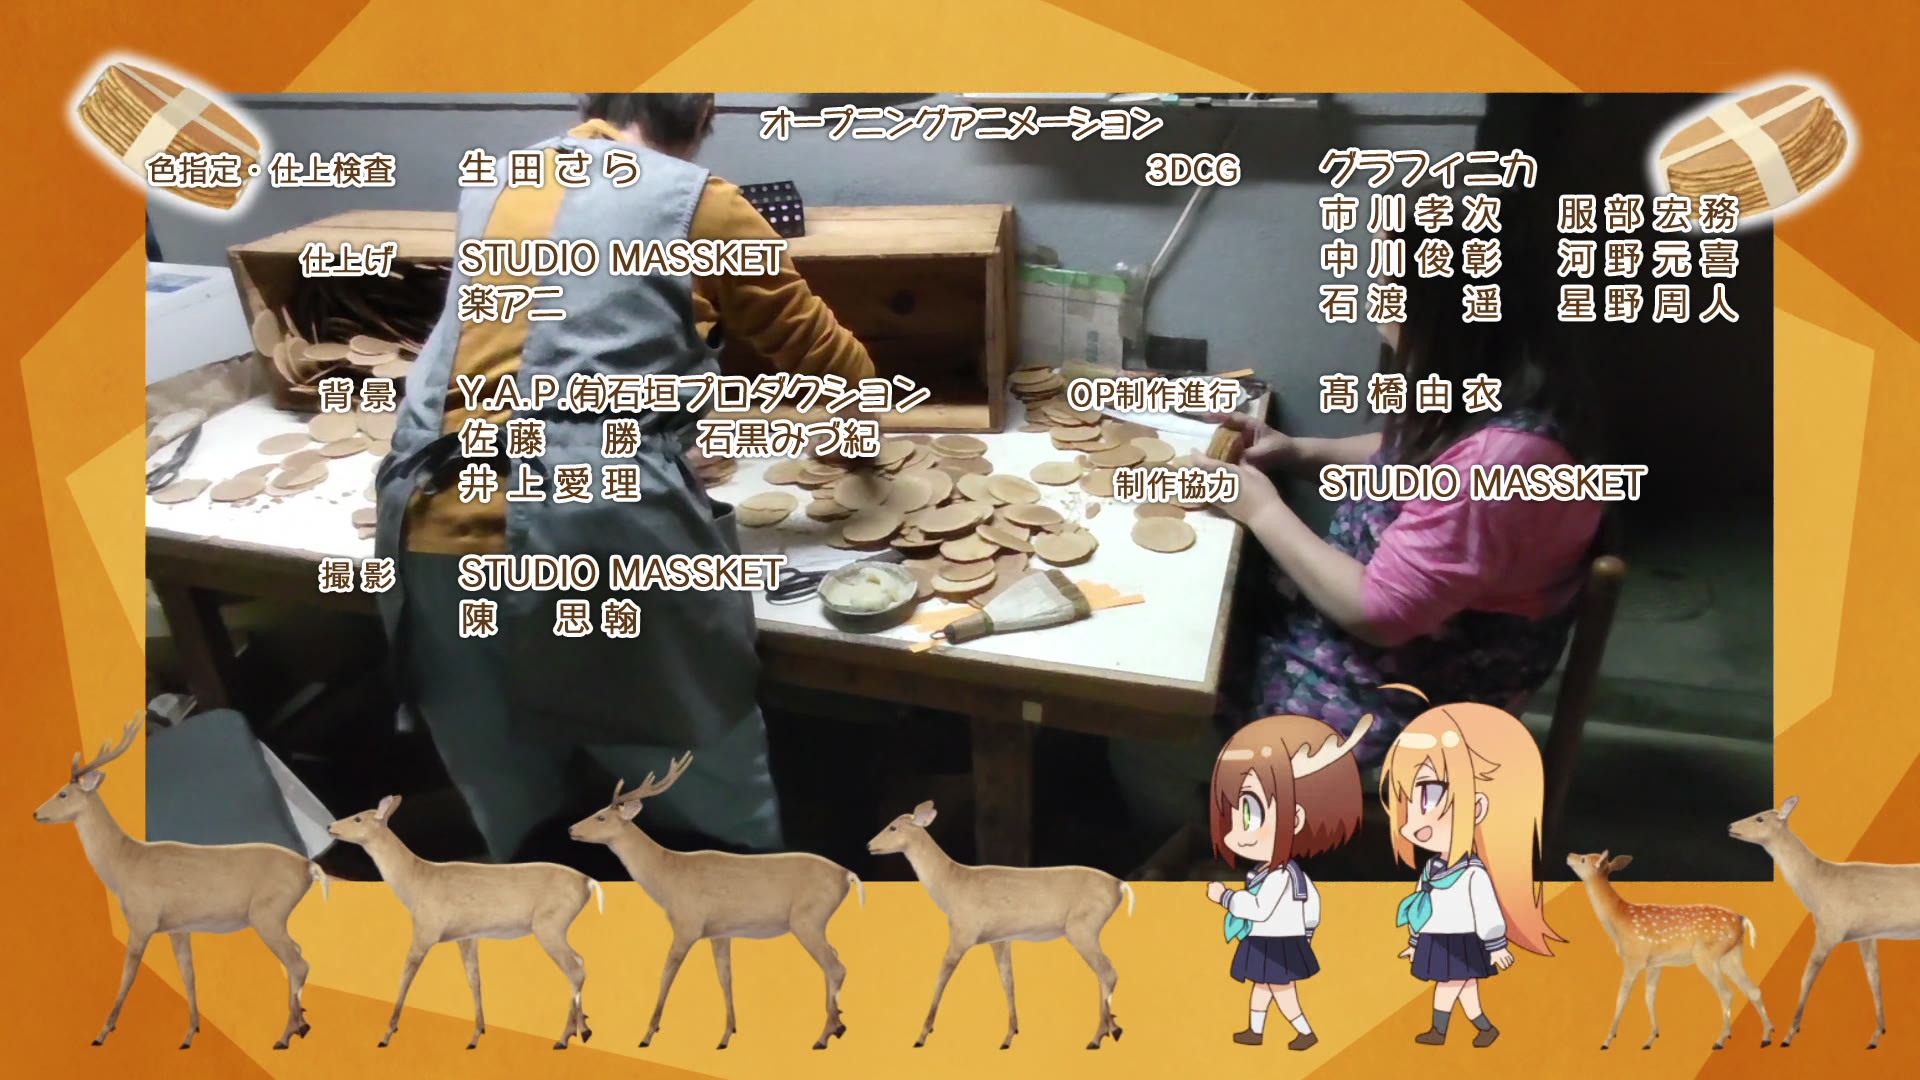 オープニングアニメーション
色指定・仕上検査 生田さら
仕上げ STUDIO MASSKET
楽アニ
背景 Y.A.P.㈲石垣プロダクション
佐藤 勝 石黒みづ紀
井上愛理
撮影 STUDIO MASSKET
陳 思翰
3DCG グラフィニカ
市川孝次 服部宏務
中川俊彰 河野元喜
石渡 遥 星野周人
OP制作進行 髙橋由衣
制作協力 STUDIO MASSKET